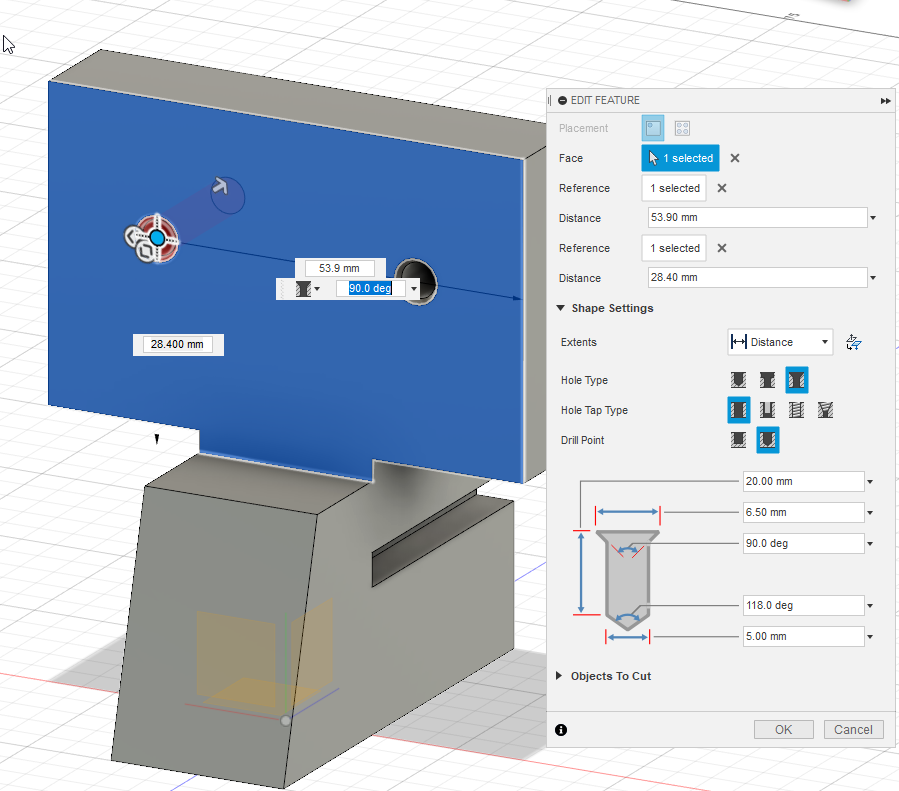 EDIT FEATURE
Placement
Face 1 selected
Reference 1 selected
Distance 53.90 mm
Reference 1 selected
Distance 28.40 mm
Shape Settings
Extents Distance
Hole Type
Hole Tap Type
Drill Point
20.00 mm
6.50 mm
90.0 deg
118.0 deg
5.00 mm
Objects To Cut
OK Cancel
53.9 mm
90.0 deg
28.400 mm